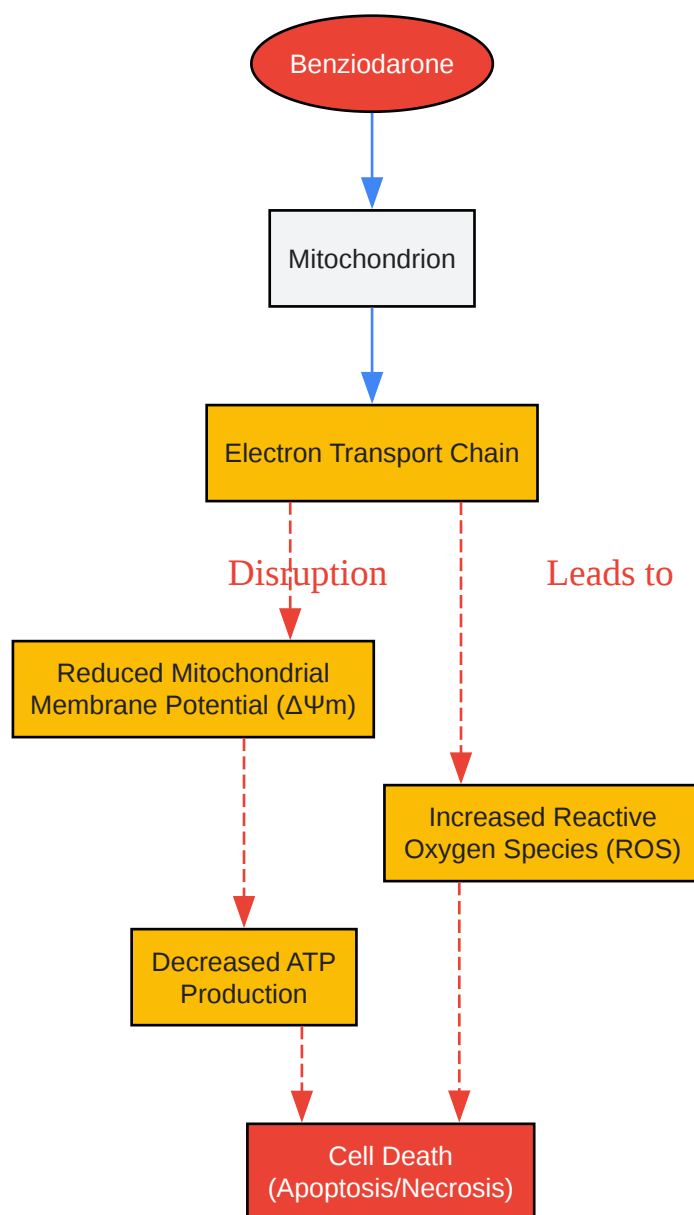 Benziodarone
Mitochondrion
Electron Transport Chain
Disruption
Leads to
Reduced Mitochondrial
Membrane Potential (ΔΨm)
Increased Reactive
Oxygen Species (ROS)
Decreased ATP
Production
Cell Death
(Apoptosis/Necrosis)